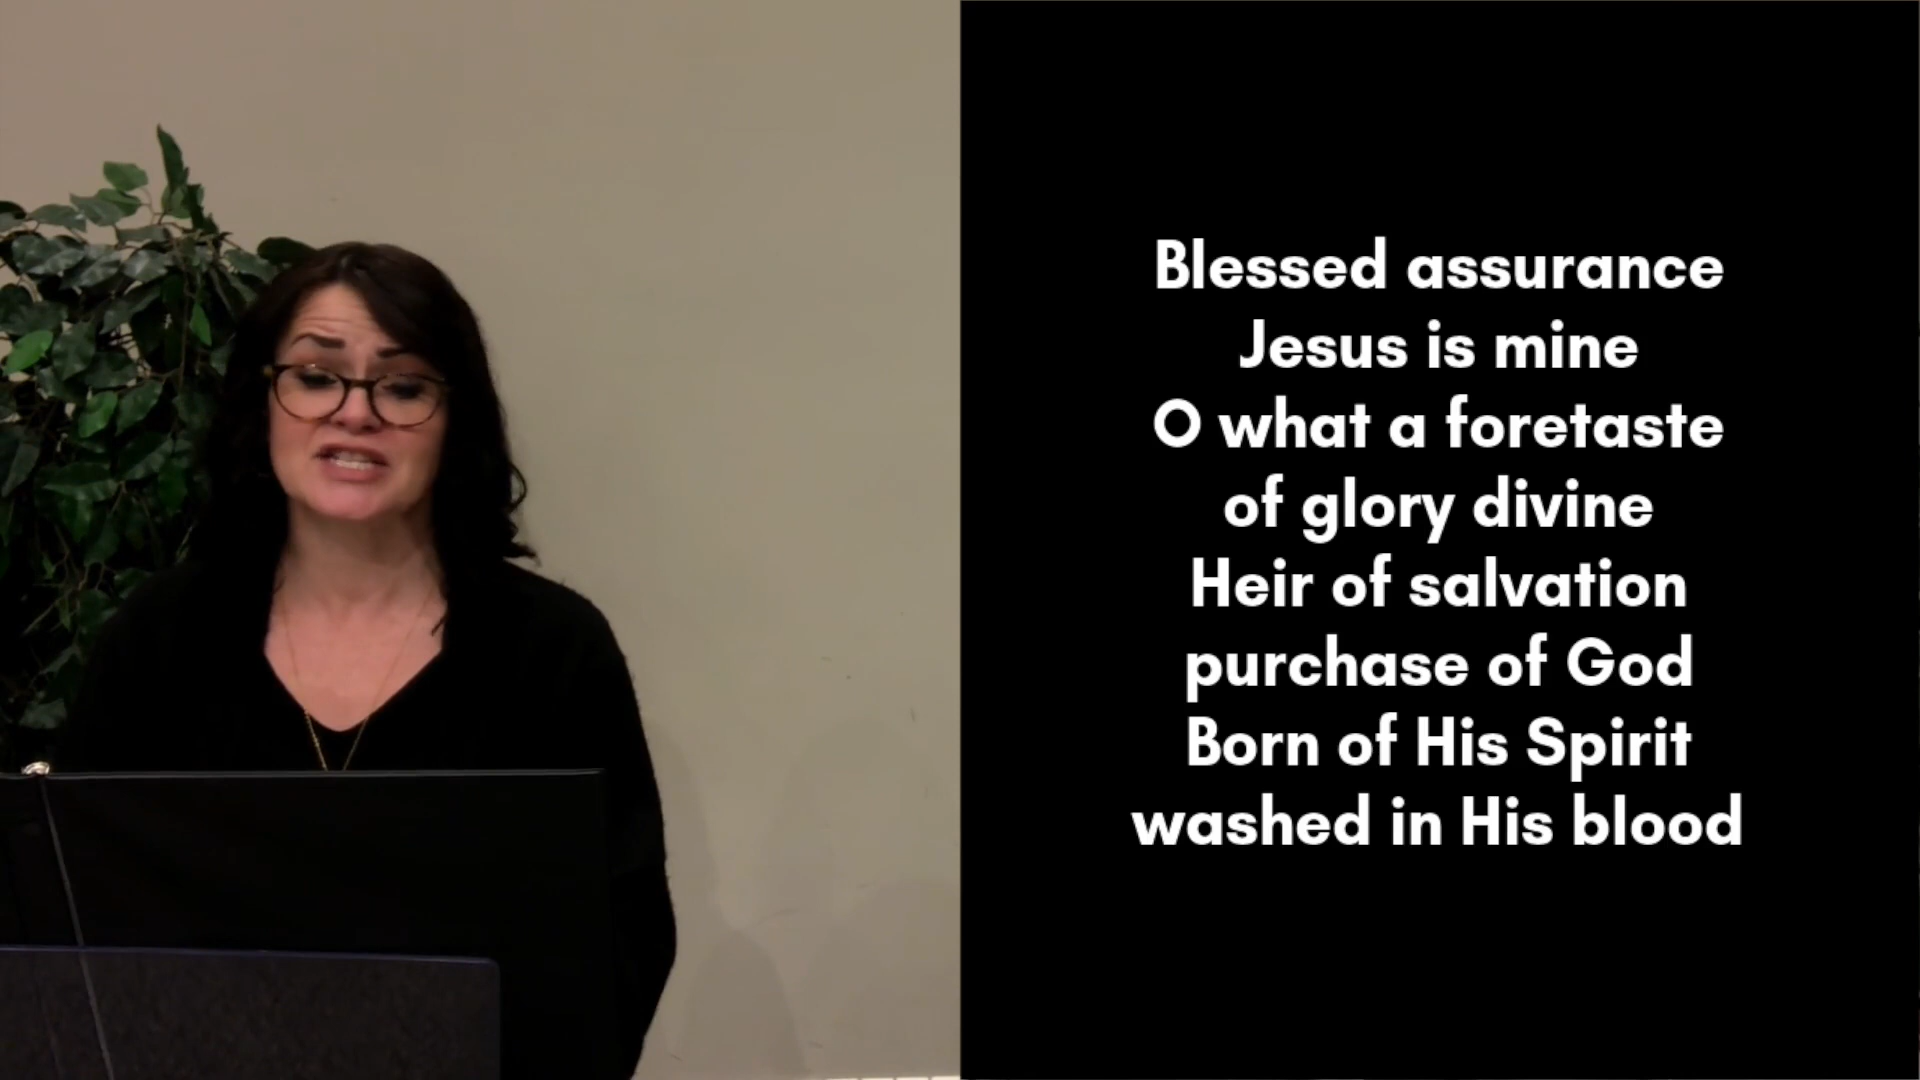 Blessed assurance
Jesus is mine
O what a foretaste
of glory divine
Heir of salvation
purchase of God
Born of His Spirit
washed in His blood